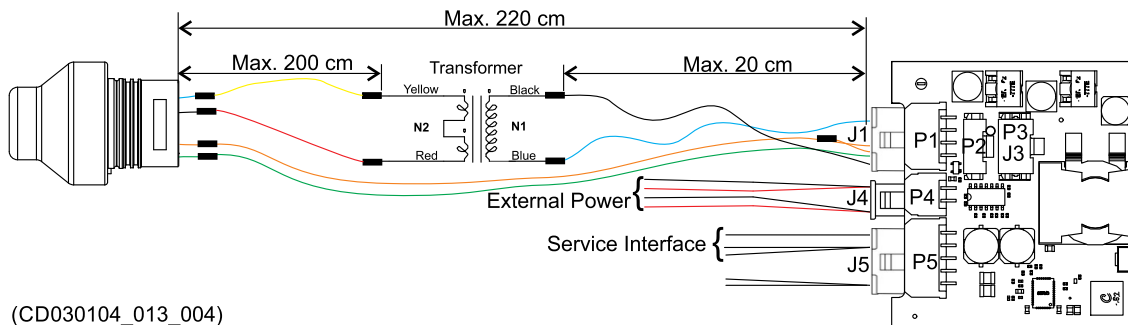 Max. 220 cm
Max. 200 cm
Transformer
Max. 20 cm
Yellow
Black
N2
N1
Red
Blue
J1
P1
P2
P3
J3
External Power
J4
P4
Service Interface
J5
P5
(CD030104_013_004)